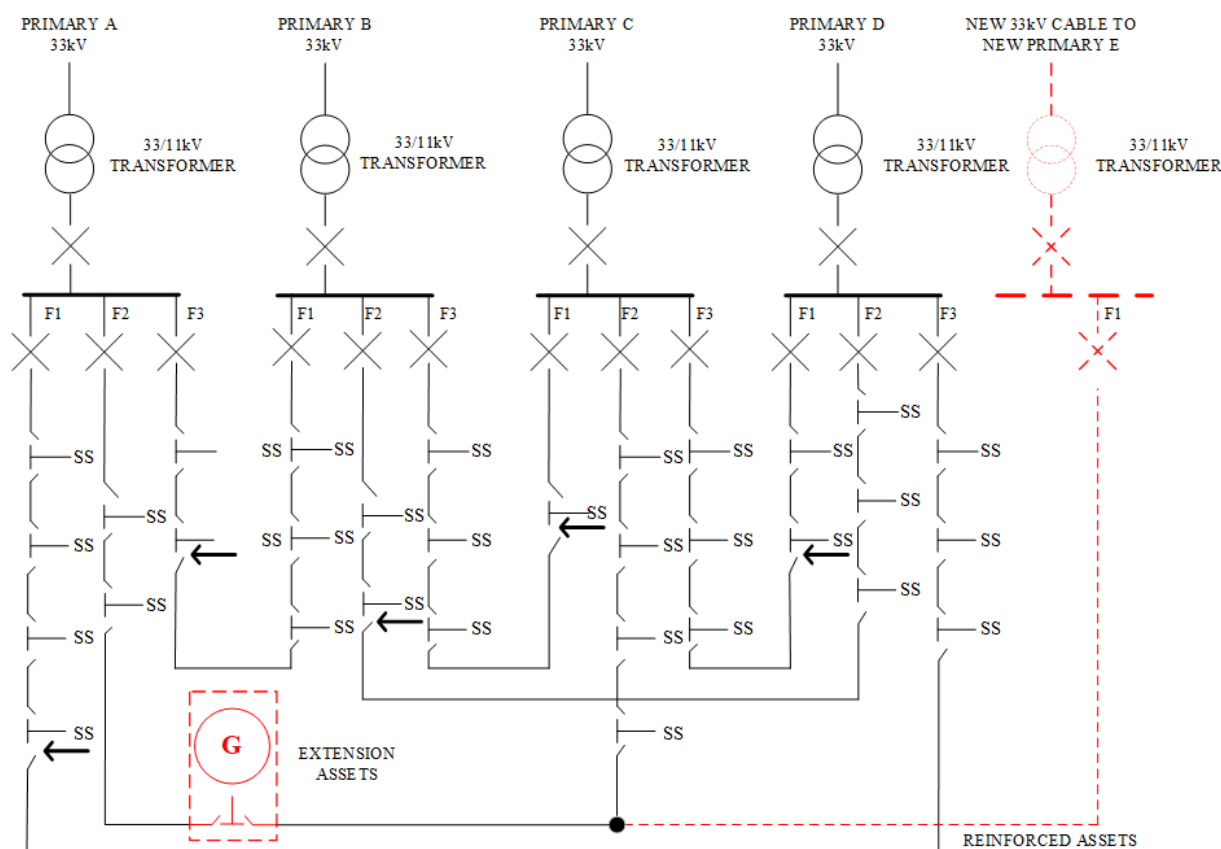 PRIMARY A
33kV
PRIMARY B
33kV
PRIMARY C
33kV
PRIMARY D
33kV
NEW 33kV CABLE TO
NEW PRIMARY E
33/11kV
TRANSFORMER
33/11kV
TRANSFORMER
33/11kV
TRANSFORMER
33/11kV
TRANSFORMER
33/11kV
TRANSFORMER
F1 F2 F3
F1 F2 F3
F1 F2 F3
F1 F2 F3
F1
SS
SS SS SS
SS SS SS SS SS
SS SS SS SS
SS SS SS SS SS SS SS
SS SS SS
SS SS SS
SS SS SS SS SS
SS SS
G
EXTENSION
ASSETS
REINFORCED ASSETS